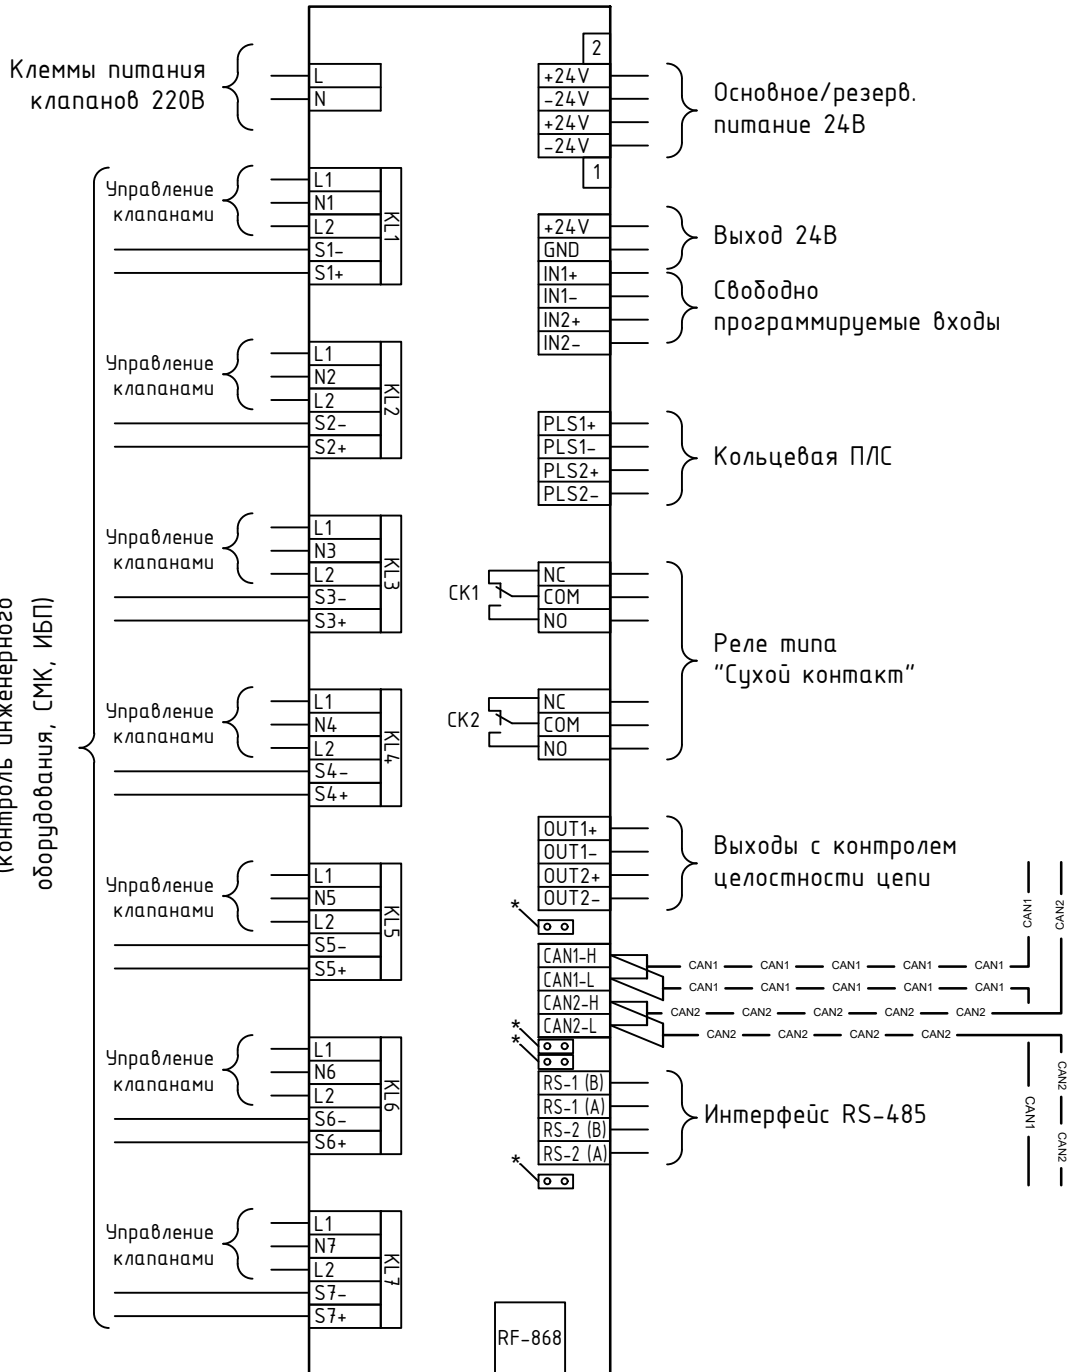 Клеммы питания
клапанов 220В
L
N
Управление
клапанами
L1
N1
L2
S1-
S1+
KL1
Управление
клапанами
L1
N2
L2
S2-
S2+
KL2
Управление
клапанами
L1
N3
L2
S3-
S3+
KL3
Управление
клапанами
L1
N4
L2
S4-
S4+
KL4
Управление
клапанами
L1
N5
L2
S5-
S5+
KL5
Управление
клапанами
L1
N6
L2
S6-
S6+
KL6
Управление
клапанами
L1
N7
L2
S7-
S7+
KL7
(контроль инженерного
оборудования, СМК, ИБП)
2
+24V
-24V
+24V
-24V
1
Основное/резерв.
питание 24В
+24V
GND
Выход 24В
IN1+
IN1-
IN2+
IN2-
Свободно
программируемые входы
PLS1+
PLS1-
PLS2+
PLS2-
Кольцевая ПЛС
СК1
NC
COM
NO
СК2
NC
COM
NO
Реле типа
"Сухой контакт"
OUT1+
OUT1-
OUT2+
OUT2-
Выходы с контролем
целостности цепи
*
CAN1-H
CAN1-L
CAN2-H
CAN2-L
CAN1 CAN1 CAN1 CAN1 CAN1
CAN1 CAN1 CAN1 CAN1 CAN1
CAN2 CAN2 CAN2 CAN2 CAN2
CAN2 CAN2 CAN2 CAN2
CAN1
CAN2
CAN1
CAN2 CAN2
*
*
RS-1 (B)
RS-1 (A)
RS-2 (B)
RS-2 (A)
Интерфейс RS-485
*
RF-868